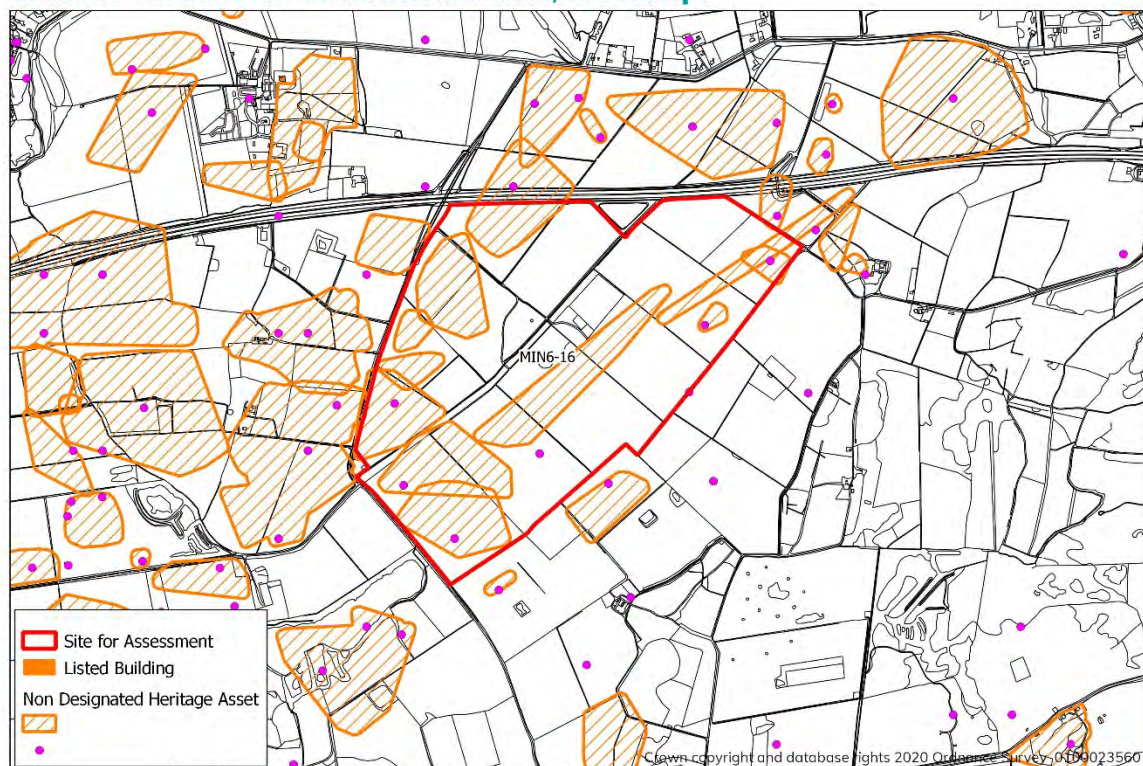 MIN6-16
Site for Assessment
Listed Building
Non Designated Heritage Asset
Crown copyright and database rights 2020 Ordnance Survey 0100023560